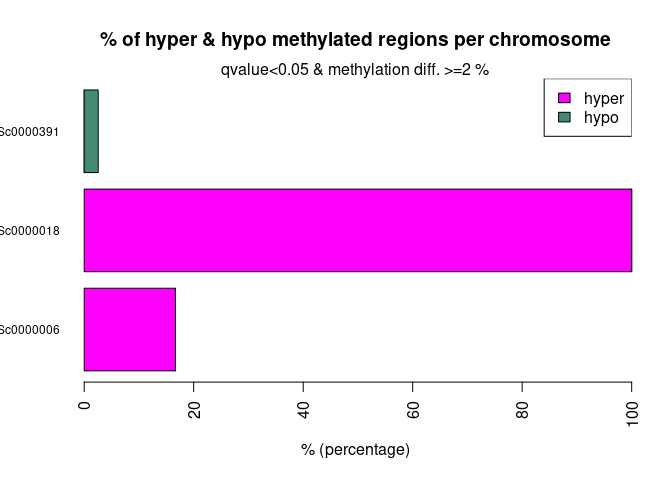 % of hyper & hypo methylated regions per chromosome
qvalue<0.05 & methylation diff. >=2 %
hyper
hypo
Sc0000391
Sc0000018
Sc0000006
0 20 40 60 80 100
% (percentage)